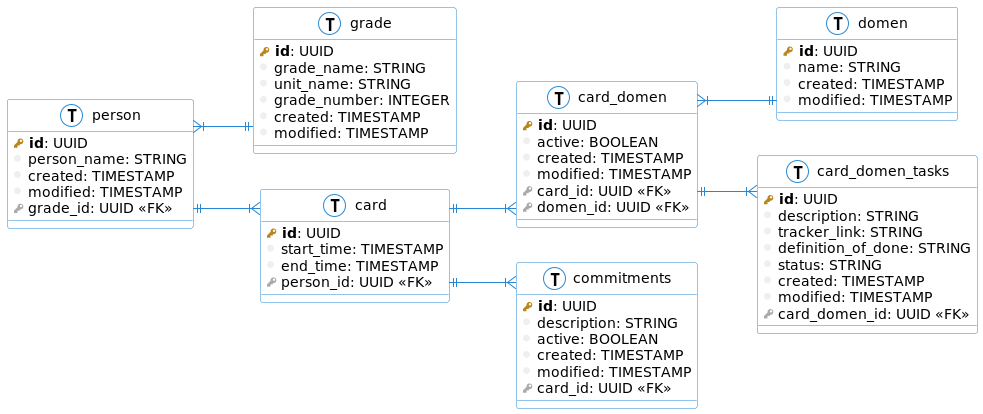 T grade
id: UUID
grade_name: STRING
unit_name: STRING
grade_number: INTEGER
created: TIMESTAMP
modified: TIMESTAMP
T domen
id: UUID
name: STRING
created: TIMESTAMP
modified: TIMESTAMP
T person
id: UUID
person_name: STRING
created: TIMESTAMP
modified: TIMESTAMP
grade_id: UUID «FK»
T card_domen
id: UUID
active: BOOLEAN
created: TIMESTAMP
modified: TIMESTAMP
card_id: UUID «FK»
domen_id: UUID «FK»
T card
id: UUID
start_time: TIMESTAMP
end_time: TIMESTAMP
person_id: UUID «FK»
T card_domen_tasks
id: UUID
description: STRING
tracker_link: STRING
definition_of_done: STRING
status: STRING
created: TIMESTAMP
modified: TIMESTAMP
card_domen_id: UUID «FK»
T commitments
id: UUID
description: STRING
active: BOOLEAN
created: TIMESTAMP
modified: TIMESTAMP
card_id: UUID «FK»